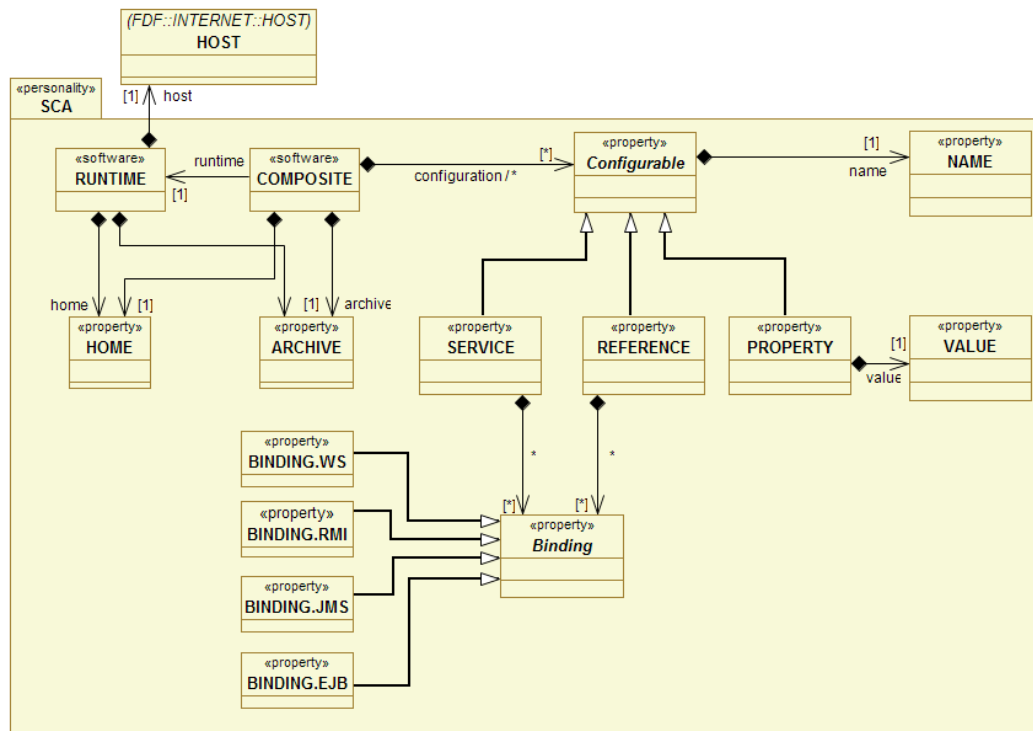 (FDF::INTERNET::HOST)
HOST
«personality»
SCA
[1]
host
«software»
RUNTIME
runtime
[1]
«software»
COMPOSITE
[*]
configuration / *
«property»
Configurable
[1]
name
«property»
NAME
home
[1]
[1]
archive
«property»
HOME
«property»
ARCHIVE
«property»
SERVICE
«property»
REFERENCE
«property»
PROPERTY
[1]
value
«property»
VALUE
*
*
[*]
[*]
«property»
BINDING.WS
«property»
BINDING.RMI
«property»
Binding
«property»
BINDING.JMS
«property»
BINDING.EJB